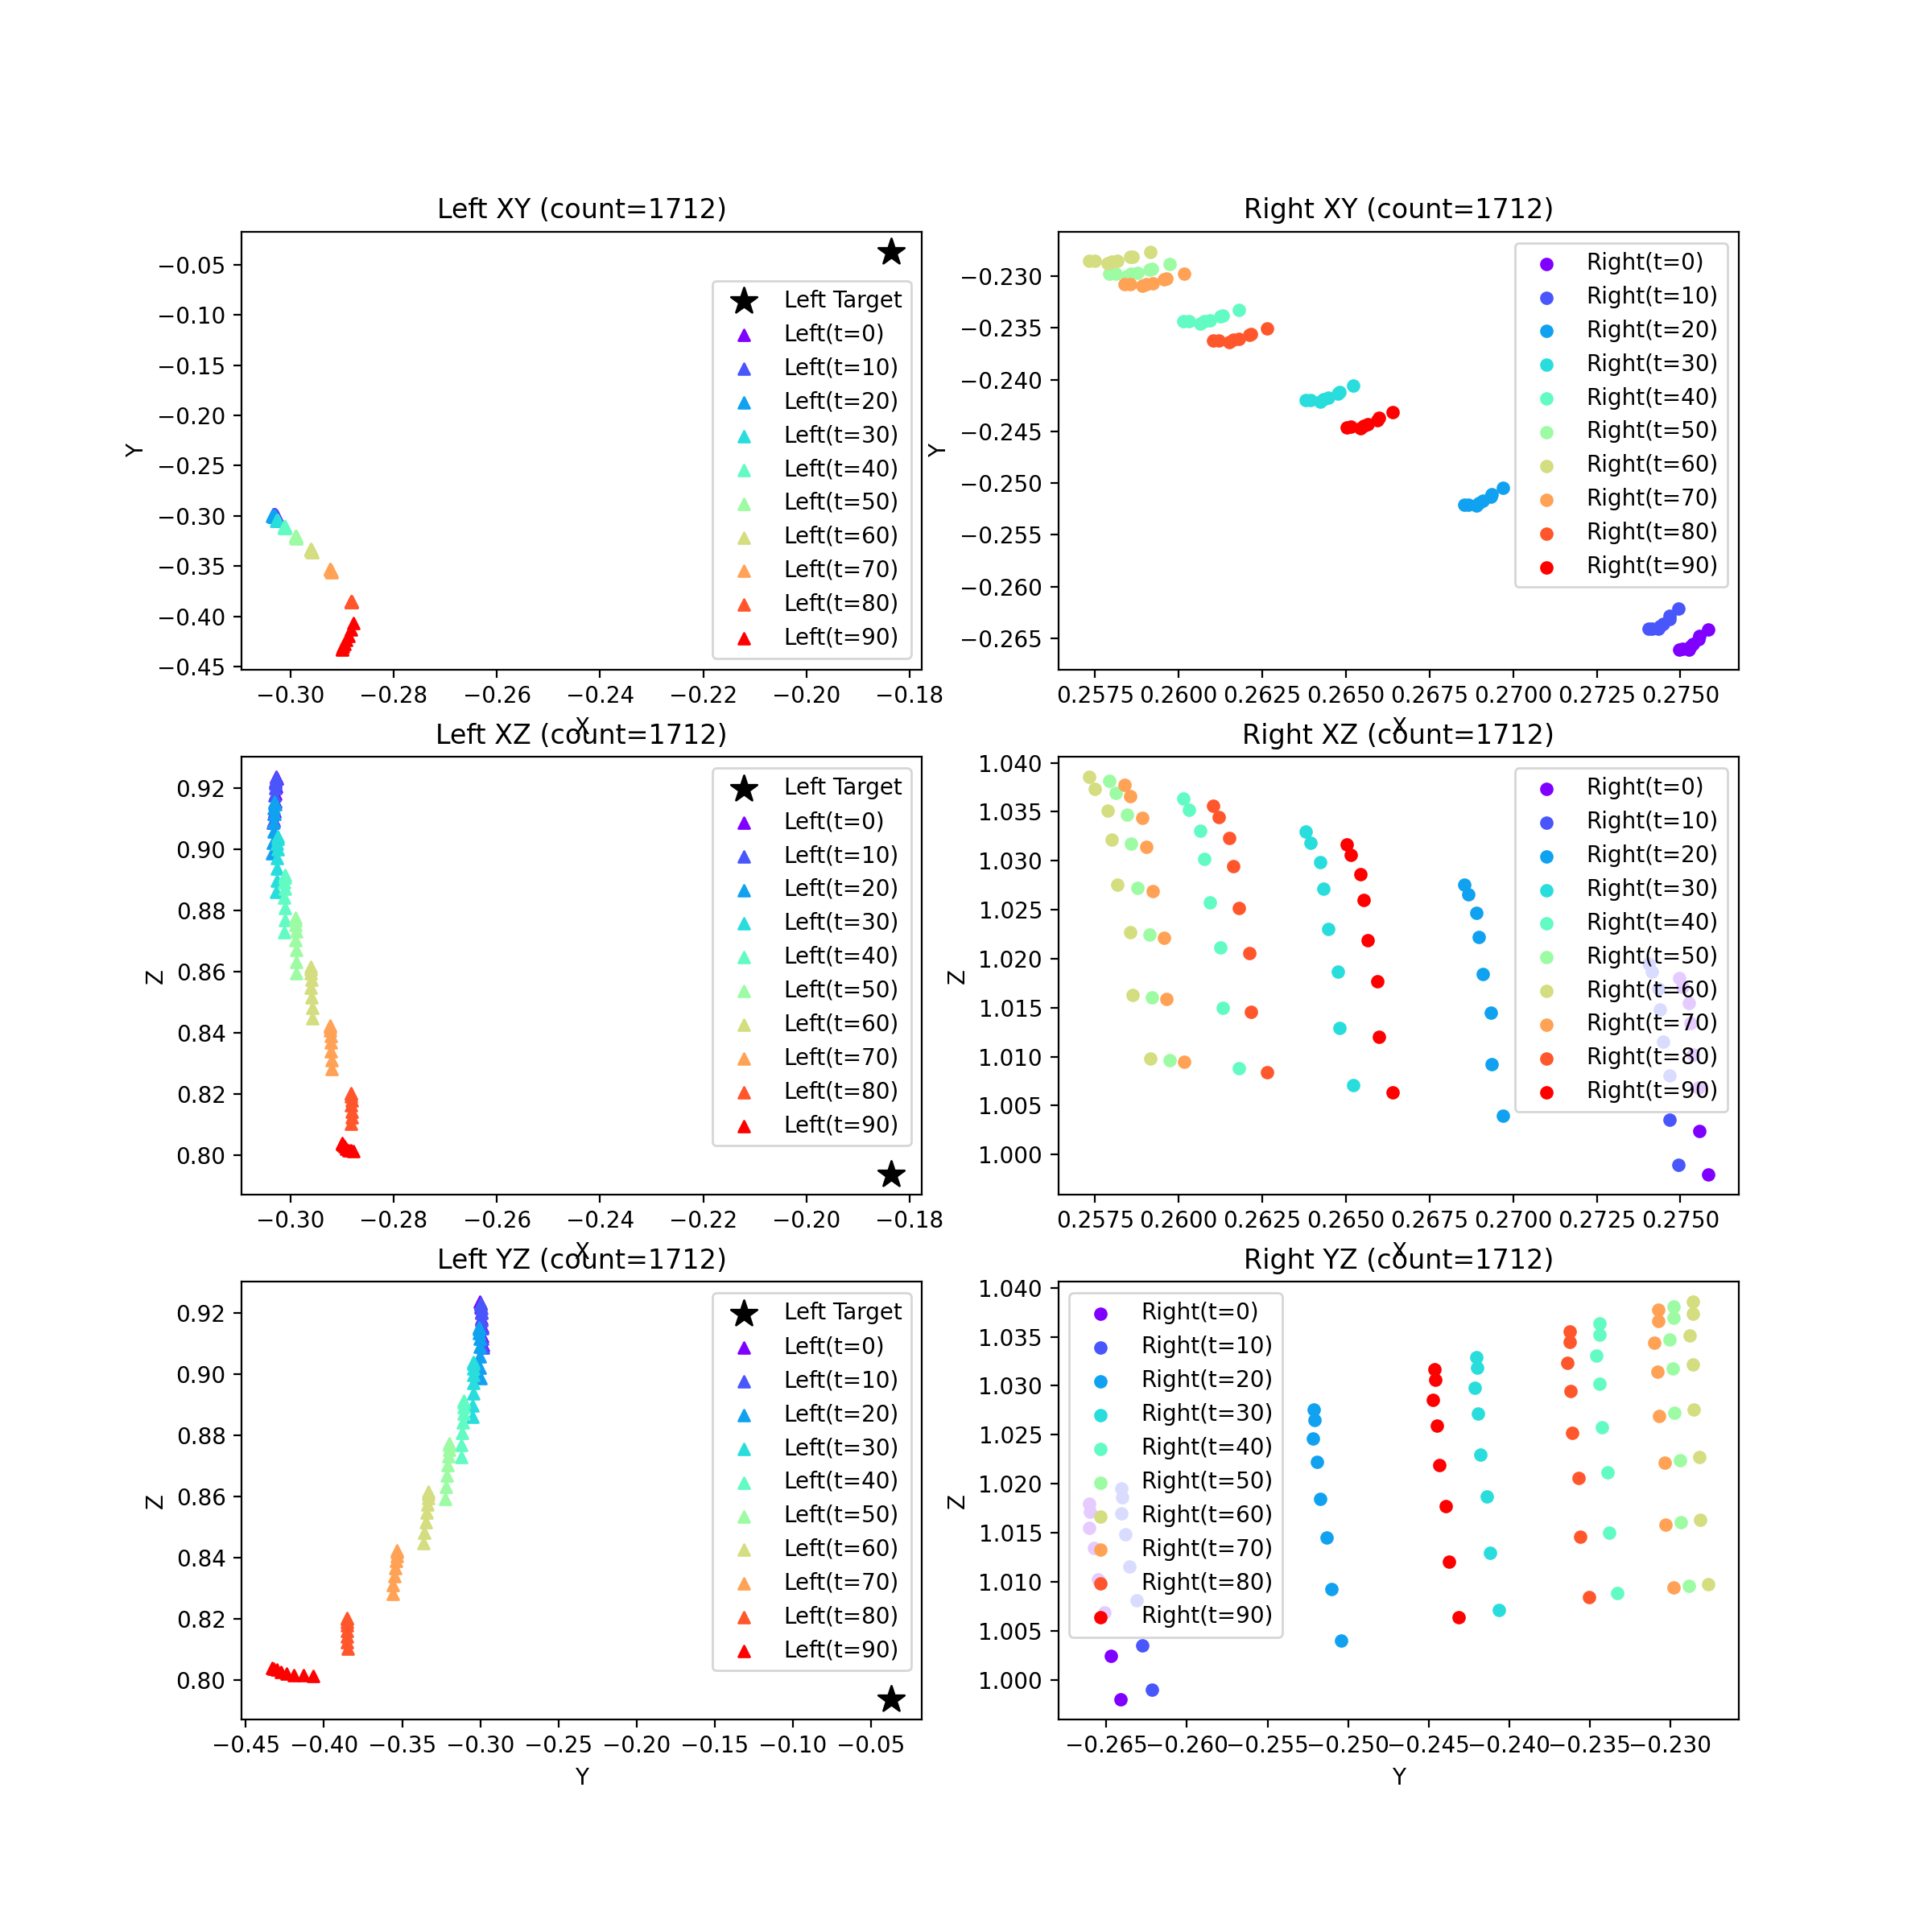 Left XY (count=1712)
Y
−0.05
−0.10
−0.15
−0.20
−0.25
−0.30
−0.35
−0.40
−0.45
Left Target
Left(t=0)
Left(t=10)
Left(t=20)
Left(t=30)
Left(t=40)
Left(t=50)
Left(t=60)
Left(t=70)
Left(t=80)
Left(t=90)
−0.30 −0.28 −0.26 −0.24 −0.22 −0.20 −0.18
X
Right XY (count=1712)
Y
−0.230
−0.235
−0.240
−0.245
−0.250
−0.255
−0.260
−0.265
Right(t=0)
Right(t=10)
Right(t=20)
Right(t=30)
Right(t=40)
Right(t=50)
Right(t=60)
Right(t=70)
Right(t=80)
Right(t=90)
0.2575 0.2600 0.2625 0.2650 0.2675 0.2700 0.2725 0.2750
X
Left XZ (count=1712)
Z
0.92
0.90
0.88
0.86
0.84
0.82
0.80
Left Target
Left(t=0)
Left(t=10)
Left(t=20)
Left(t=30)
Left(t=40)
Left(t=50)
Left(t=60)
Left(t=70)
Left(t=80)
Left(t=90)
−0.30 −0.28 −0.26 −0.24 −0.22 −0.20 −0.18
X
Right XZ (count=1712)
Z
1.040
1.035
1.030
1.025
1.020
1.015
1.010
1.005
1.000
Right(t=0)
Right(t=10)
Right(t=20)
Right(t=30)
Right(t=40)
Right(t=50)
Right(t=60)
Right(t=70)
Right(t=80)
Right(t=90)
0.2575 0.2600 0.2625 0.2650 0.2675 0.2700 0.2725 0.2750
X
Left YZ (count=1712)
Z
0.92
0.90
0.88
0.86
0.84
0.82
0.80
Left Target
Left(t=0)
Left(t=10)
Left(t=20)
Left(t=30)
Left(t=40)
Left(t=50)
Left(t=60)
Left(t=70)
Left(t=80)
Left(t=90)
−0.45 −0.40 −0.35 −0.30 −0.25 −0.20 −0.15 −0.10 −0.05
Y
Right YZ (count=1712)
Z
1.040
1.035
1.030
1.025
1.020
1.015
1.010
1.005
1.000
Right(t=0)
Right(t=10)
Right(t=20)
Right(t=30)
Right(t=40)
Right(t=50)
Right(t=60)
Right(t=70)
Right(t=80)
Right(t=90)
−0.265 −0.260 −0.255 −0.250 −0.245 −0.240 −0.235 −0.230
Y